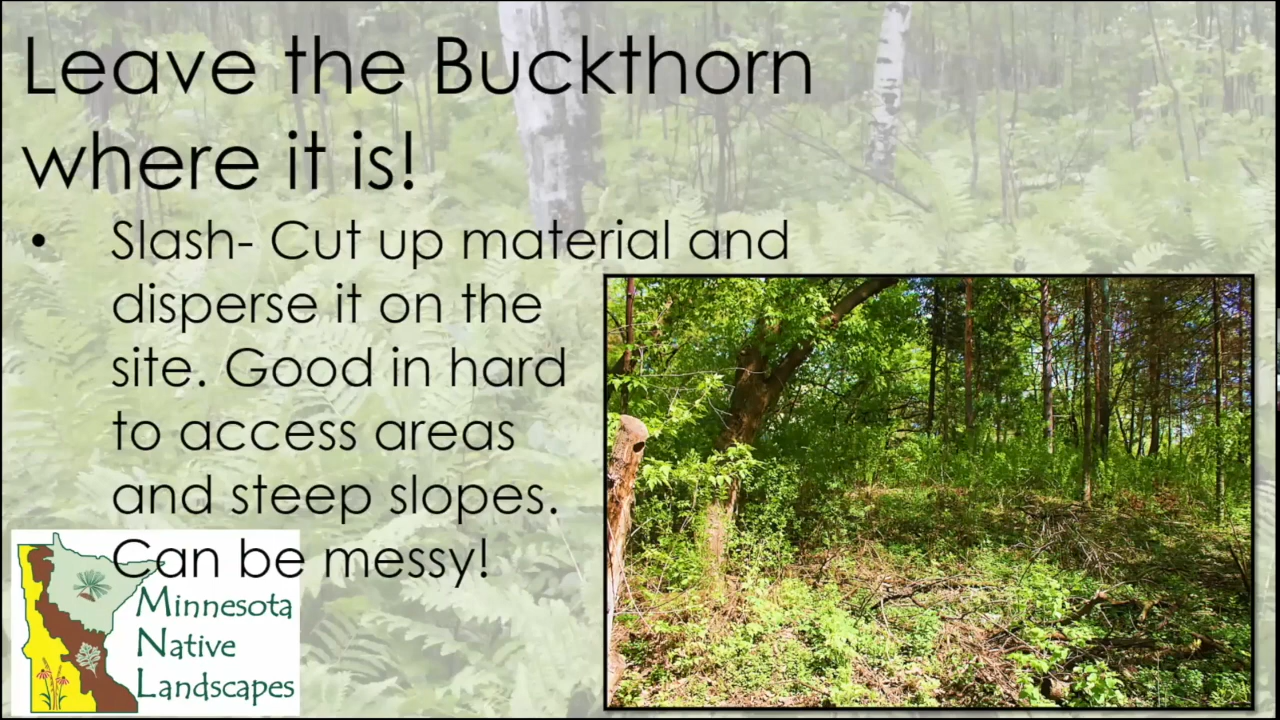 Leave the Buckthorn
where it is!
• Slash- Cut up material and
disperse it on the
site. Good in hard
to access areas
and steep slopes.
Can be messy!
Minnesota
Native
Landscapes